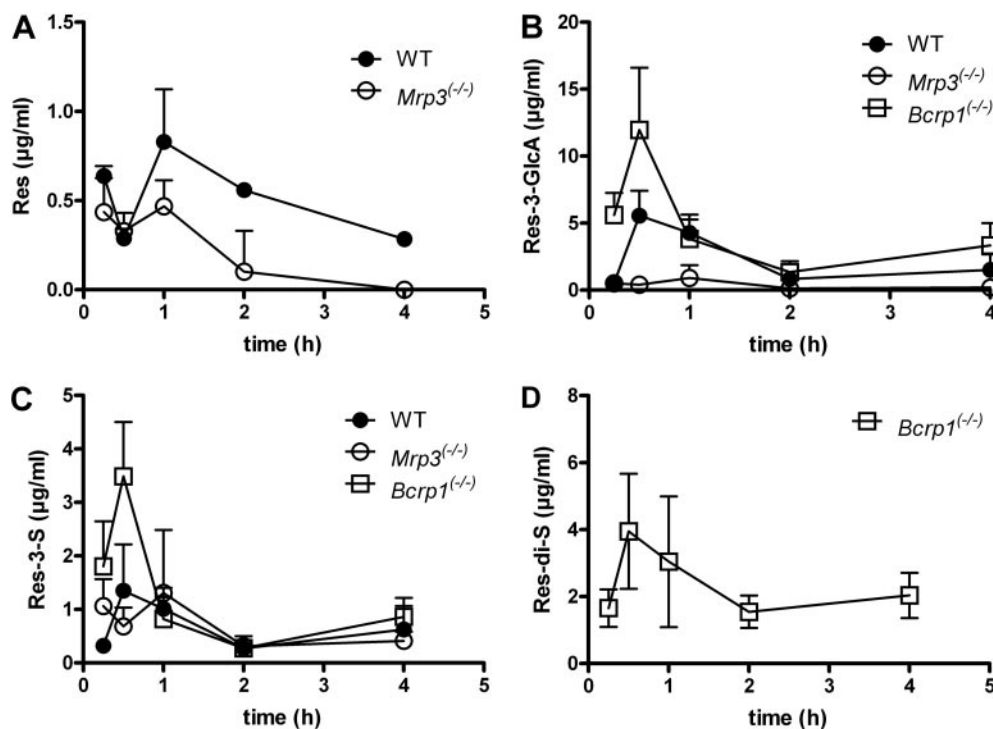 A
1.5
1.0
0.5
0.0
Res (µg/ml)
0 1 2 3 4 5
time (h)
WT
Mrp3(-/-)
B
20
15
10
5
0
Res-3-GlcA (µg/ml)
0 1 2 3 4
time (h)
WT
Mrp3(-/-)
Bcrp1(-/-)
C
5
4
3
2
1
0
Res-3-S (µg/ml)
0 1 2 3 4 5
time (h)
WT
Mrp3(-/-)
Bcrp1(-/-)
D
8
6
4
2
0
Res-di-S (µg/ml)
0 1 2 3 4 5
time (h)
Bcrp1(-/-)